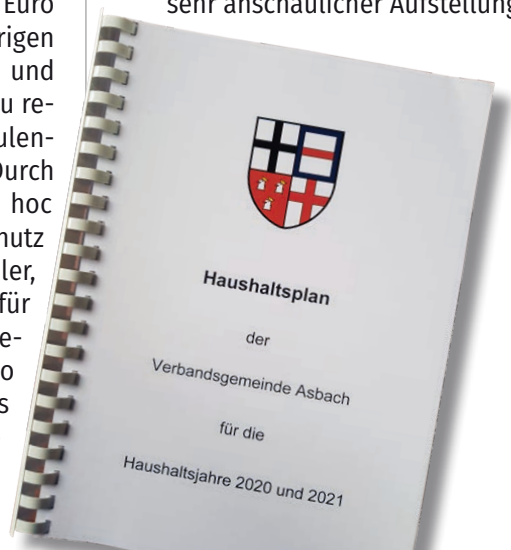 Euro
rigen
und
u re-
ulen-
Durch
hoc
nutz
ler,
für
e-
o
s
sehr anschaulicher Aufstellung
Haushaltsplan
der
Verbandsgemeinde Asbach
für die
Haushaltsjahre 2020 und 2021